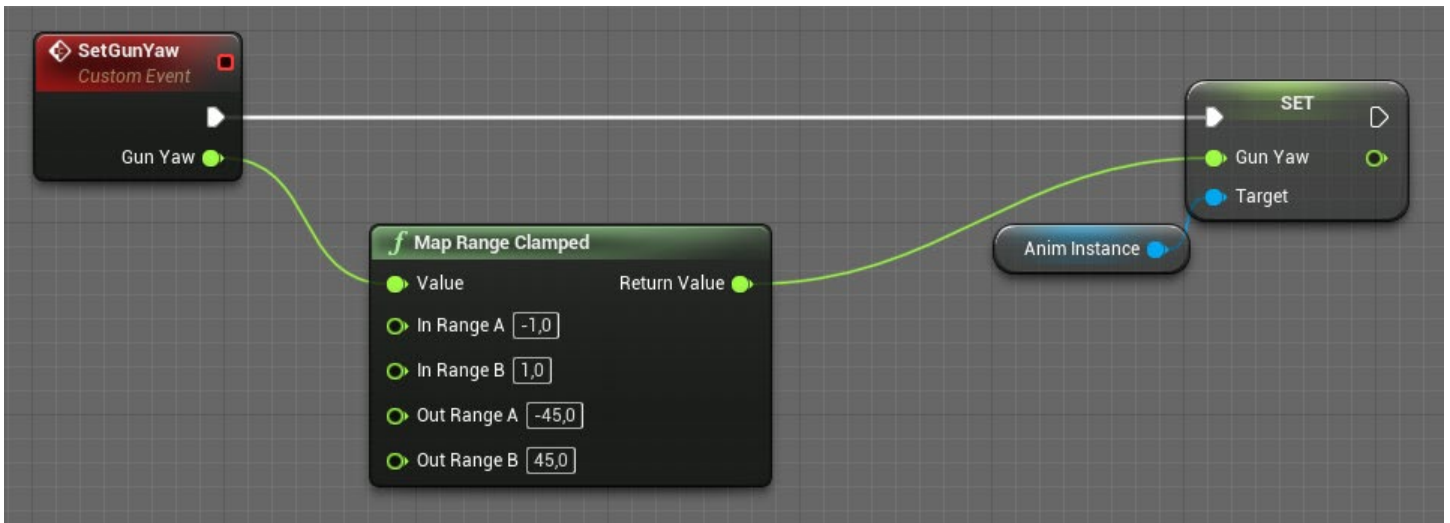 SetGunYaw
Custom Event
Gun Yaw
f Map Range Clamped
Value Return Value
In Range A -1,0
In Range B 1,0
Out Range A -45,0
Out Range B 45,0
Anim Instance
SET
Gun Yaw
Target